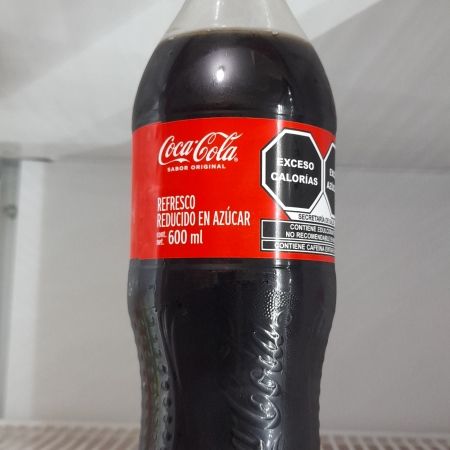 Coca-Cola
SABOR ORIGINAL
REFRESCO
REDUCIDO EN AZÚCAR
CONT.
NET. 600 ml
EXCESO
CALORÍAS
SECRETARÍA DE
CONTIENE
NO RECOMENDABLE
CONTIENE CAFEÍNA
Coca